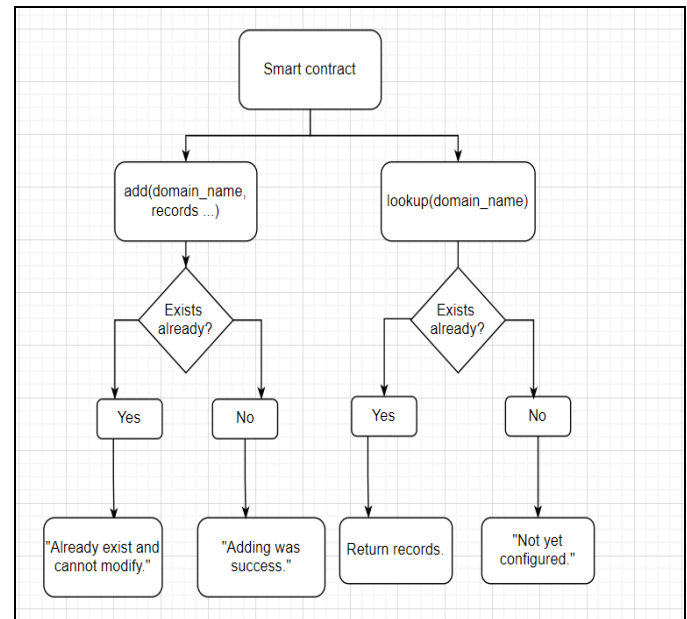 Smart contract
add(domain_name,
records ...)
lookup(domain_name)
Exists
already?
Exists
already?
Yes
No
Yes
No
"Already exist and
cannot modify."
"Adding was
success."
Return records.
"Not yet
configured."